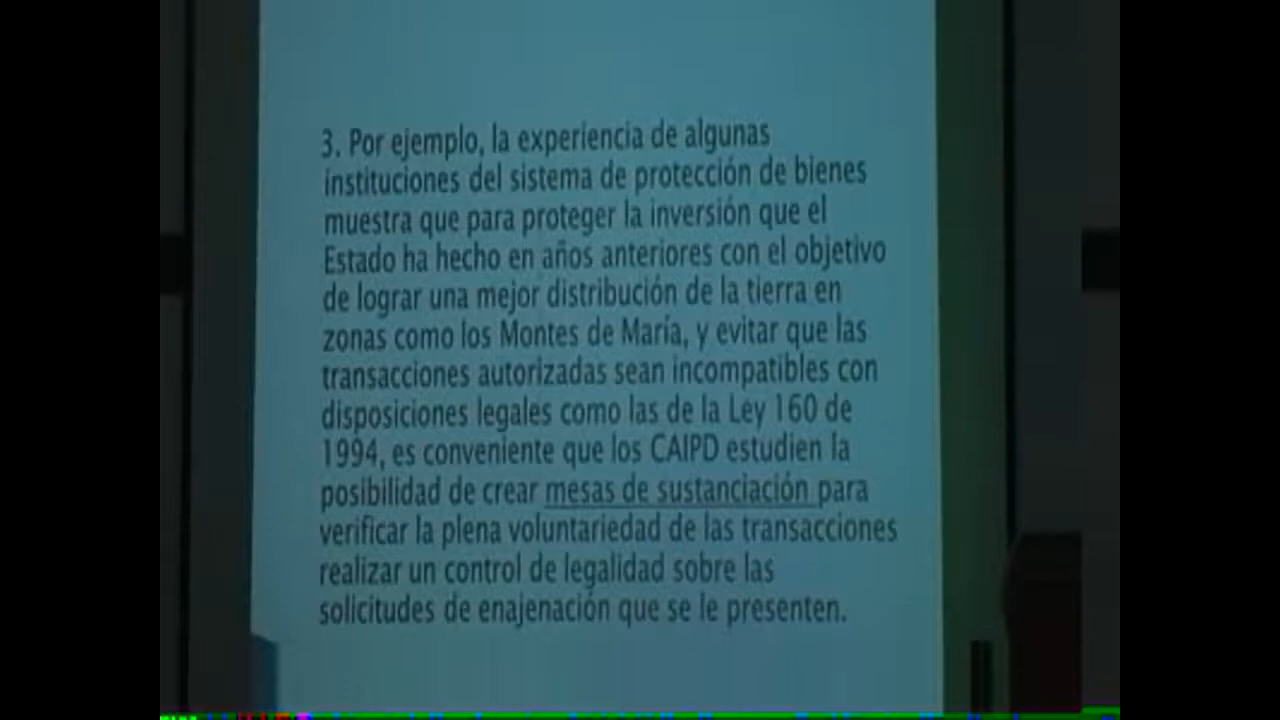 3. Por ejemplo, la experiencia de algunas
instituciones del sistema de protección de bienes
muestra que para proteger la inversión que el
Estado ha hecho en años anteriores con el objetivo
de lograr una mejor distribución de la tierra en
zonas como los Montes de María, y evitar que las
transacciones autorizadas sean incompatibles con
disposiciones legales como las de la Ley 160 de
1994, es conveniente que los CAIPD estudien la
posibilidad de crear mesas de sustanciación para
verificar la plena voluntariedad de las transacciones
realizar un control de legalidad sobre las
solicitudes de enajenación que se le presenten.